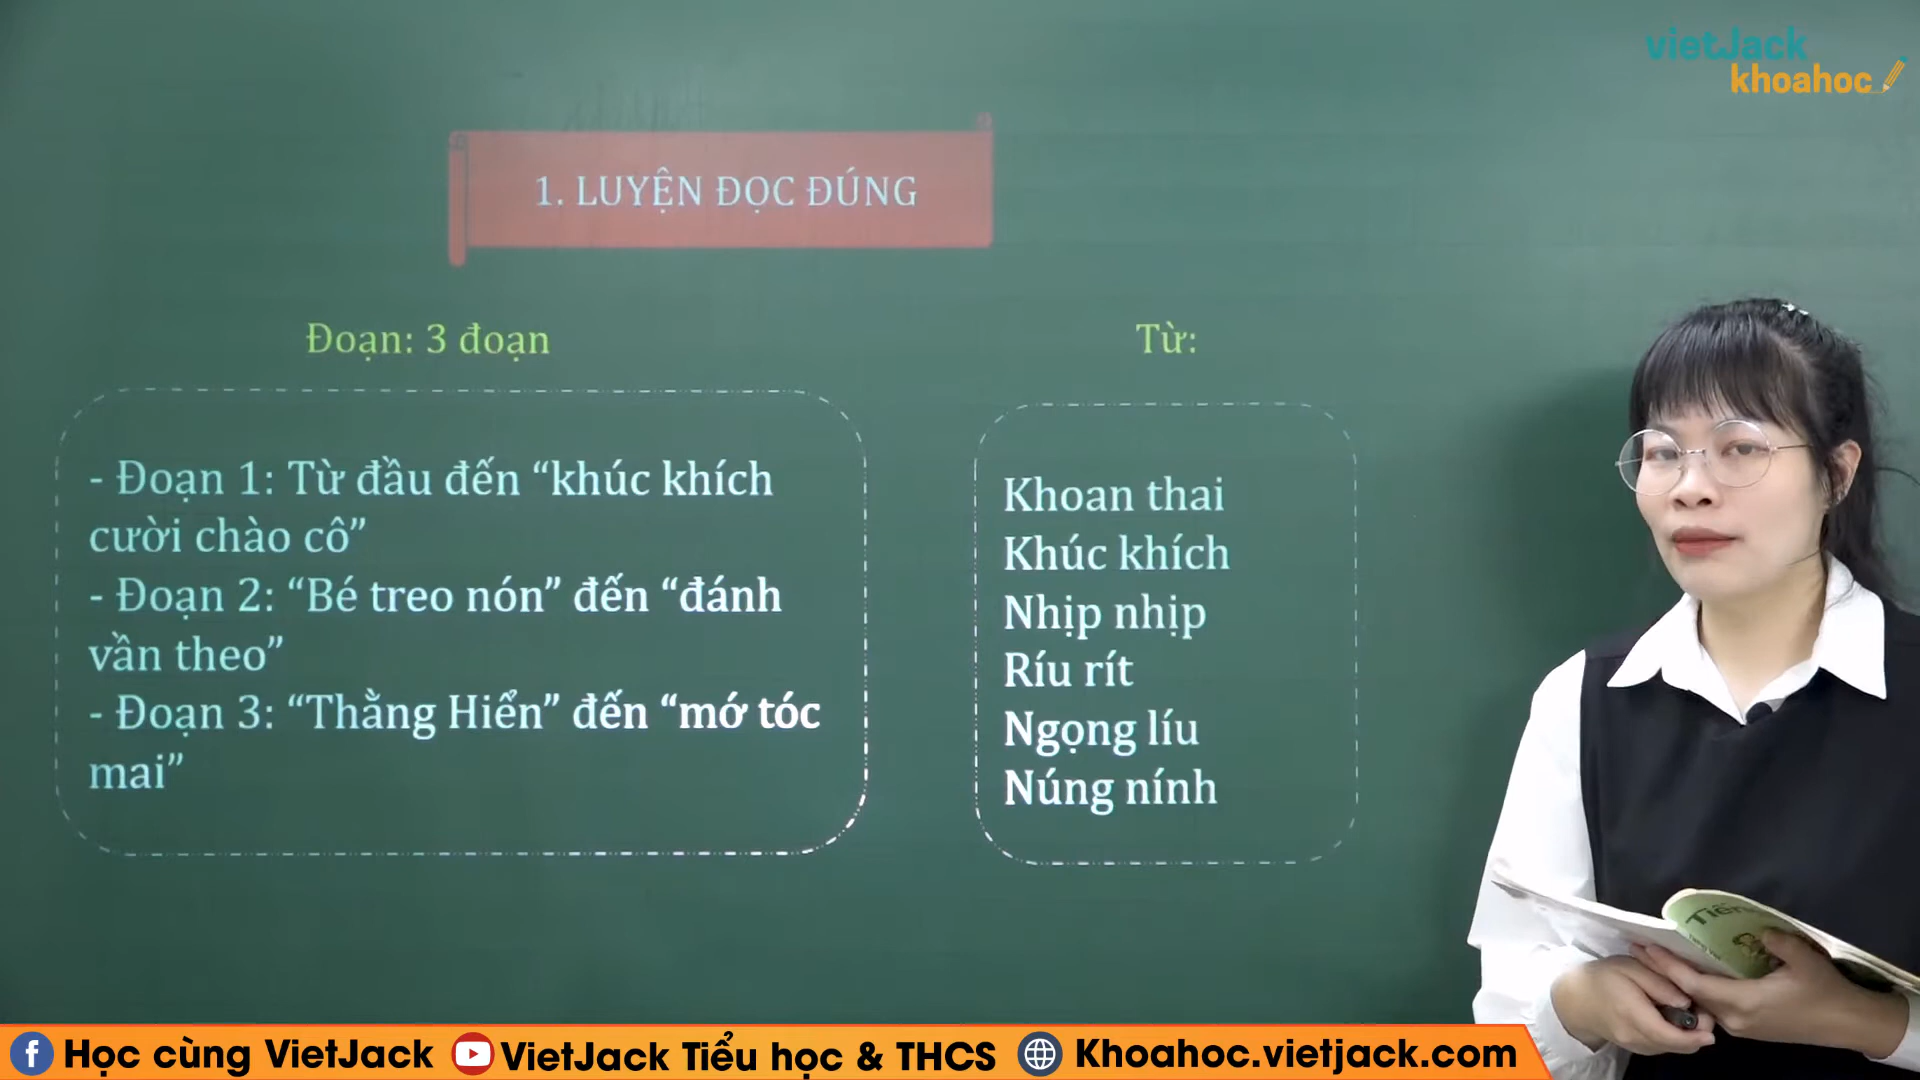 vietJack
khoahoc
1. LUYỆN ĐỌC ĐÚNG
Đoạn: 3 đoạn
- Đoạn 1: Từ đầu đến “khúc khích
cười chào cô”
- Đoạn 2: “Bé treo nón” đến “đánh
vần theo”
- Đoạn 3: “Thằng Hiển” đến “mớ tóc
mai”
Từ:
Khoan thai
Khúc khích
Nhịp nhịp
Ríu rít
Ngọng líu
Núng nính
Học cùng VietJack
VietJack Tiểu học & THCS
Khoahoc.vietjack.com